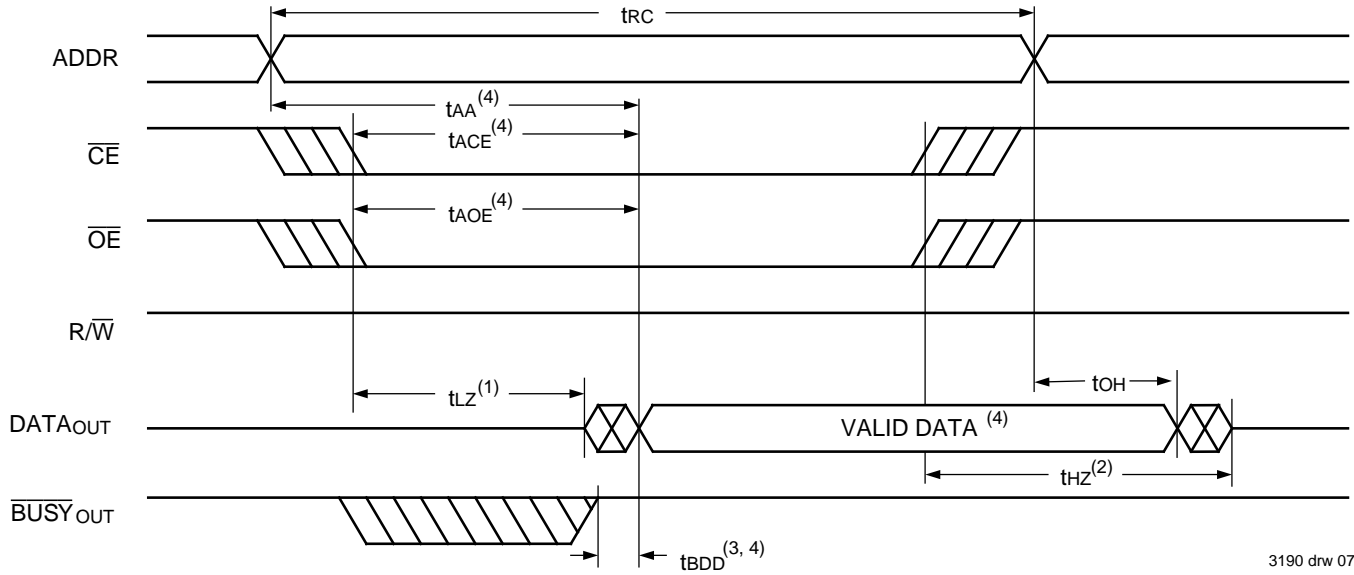 tRC
ADDR
tAA(4)
tACE(4)
CE
tAOE(4)
OE
R/W
tOH
tLZ(1)
DATAOUT
VALID DATA (4)
tHZ(2)
BUSYOUT
tBDD(3, 4)
3190 drw 07